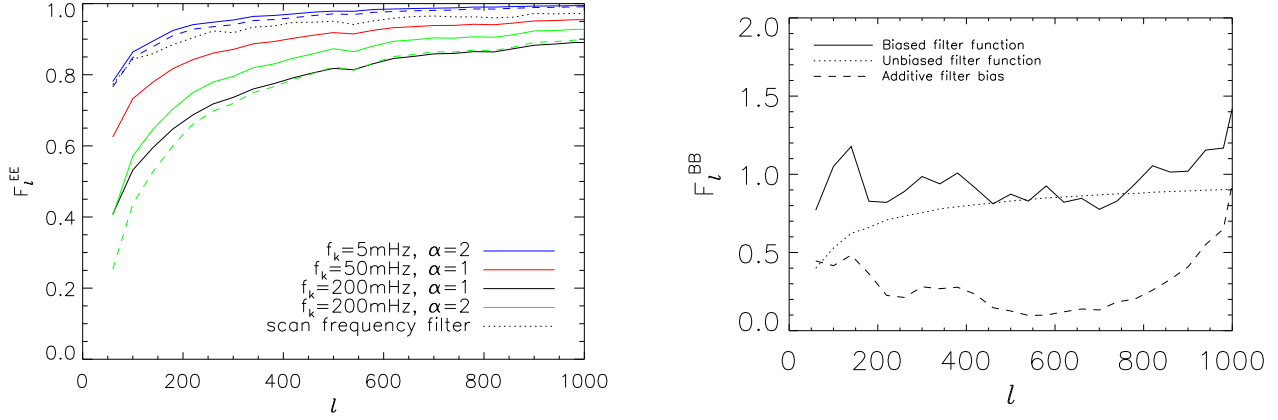 1.0
0.8
0.6
0.4
0.2
0.0
F_l^EE
0
200
400
600
800
1000
l
f_k=5mHz, α=2
f_k=50mHz, α=1
f_k=200mHz, α=1
f_k=200mHz, α=2
scan frequency filter
2.0
1.5
1.0
0.5
0.0
F_l^BB
0
200
400
600
800
1000
l
Biased filter function
Unbiased filter function
Additive filter bias